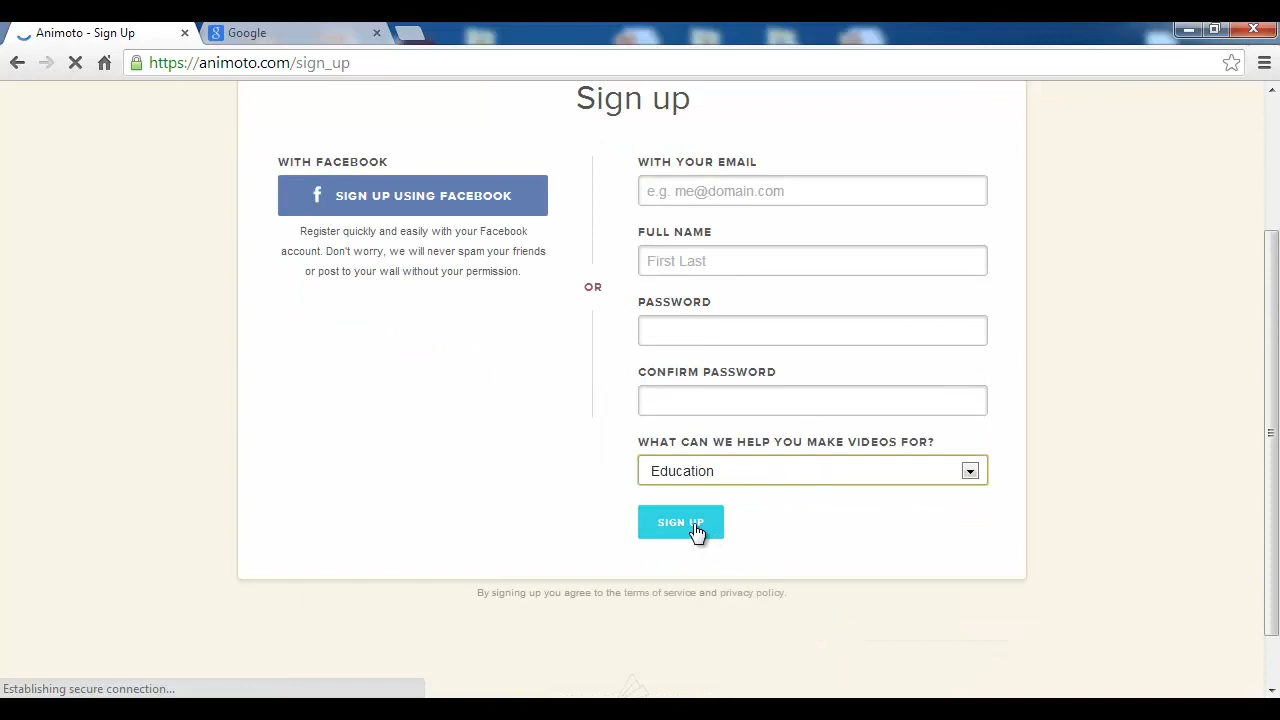 Animoto - Sign Up
Google
https://animoto.com/sign_up
Sign up
WITH FACEBOOK
f SIGN UP USING FACEBOOK
Register quickly and easily with your Facebook
account. Don't worry, we will never spam your friends
or post to your wall without your permission.
OR
WITH YOUR EMAIL
e.g. me@domain.com
FULL NAME
First Last
PASSWORD
CONFIRM PASSWORD
WHAT CAN WE HELP YOU MAKE VIDEOS FOR?
Education
SIGN UP
By signing up you agree to the terms of service and privacy policy.
Establishing secure connection...